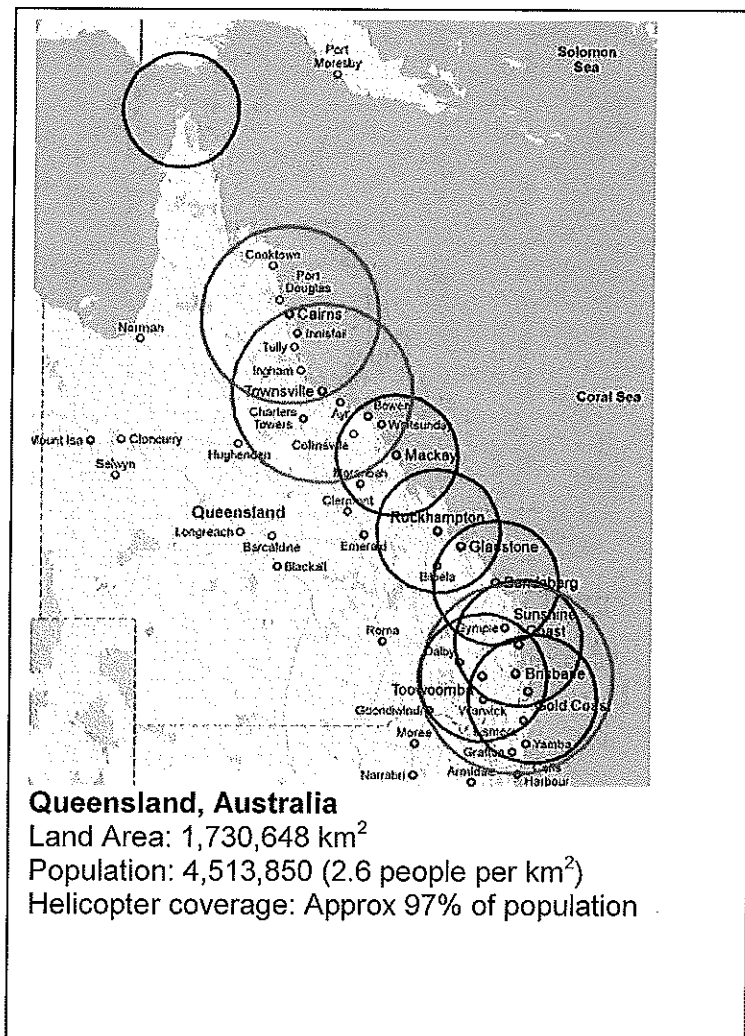 Port
Moresby
Solomon
Sea
Cooktown
Port
Douglas
Cairns
Innisfail
Tully
Ingham
Townsville
Charters
Towers
Ayr
Bowen
Whitsunday
Collinsville
Mackay
Moranbah
Clermont
Rockhampton
Gladstone
Emerald
Biloela
Bundaberg
Norman
Coral Sea
Mount Isa
Cloncurry
Selwyn
Hughenden
Queensland
Longreach
Barcaldine
Blackall
Roma
Gympie
Sunshine
Coast
Dalby
Toowoomba
Brisbane
Gold Coast
Warwick
Goondiwindi
Moree
Grafton
Yamba
Narrabri
Armidale
Coffs
Harbour
Queensland, Australia
Land Area: 1,730,648 km²
Population: 4,513,850 (2.6 people per km²)
Helicopter coverage: Approx 97% of population